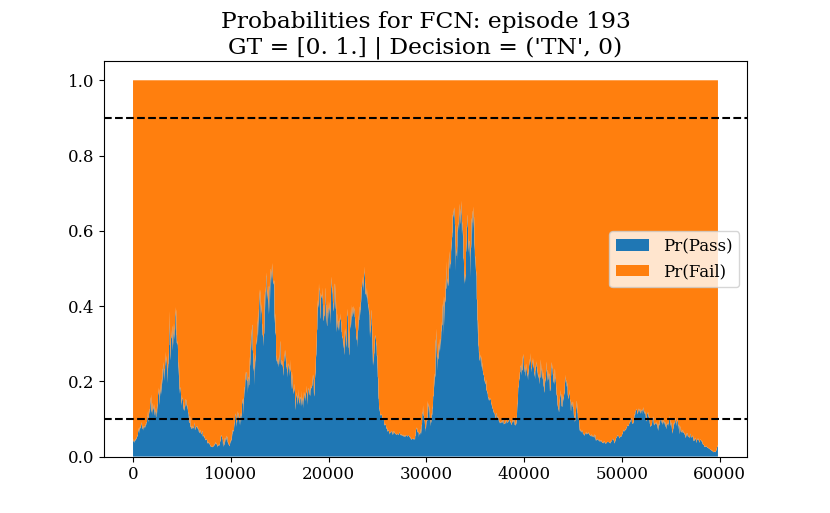 Probabilities for FCN: episode 193
GT = [0. 1.] | Decision = ('TN', 0)
1.0
0.8
0.6
0.4
0.2
0.0
Pr(Pass)
Pr(Fail)
0 10000 20000 30000 40000 50000 60000